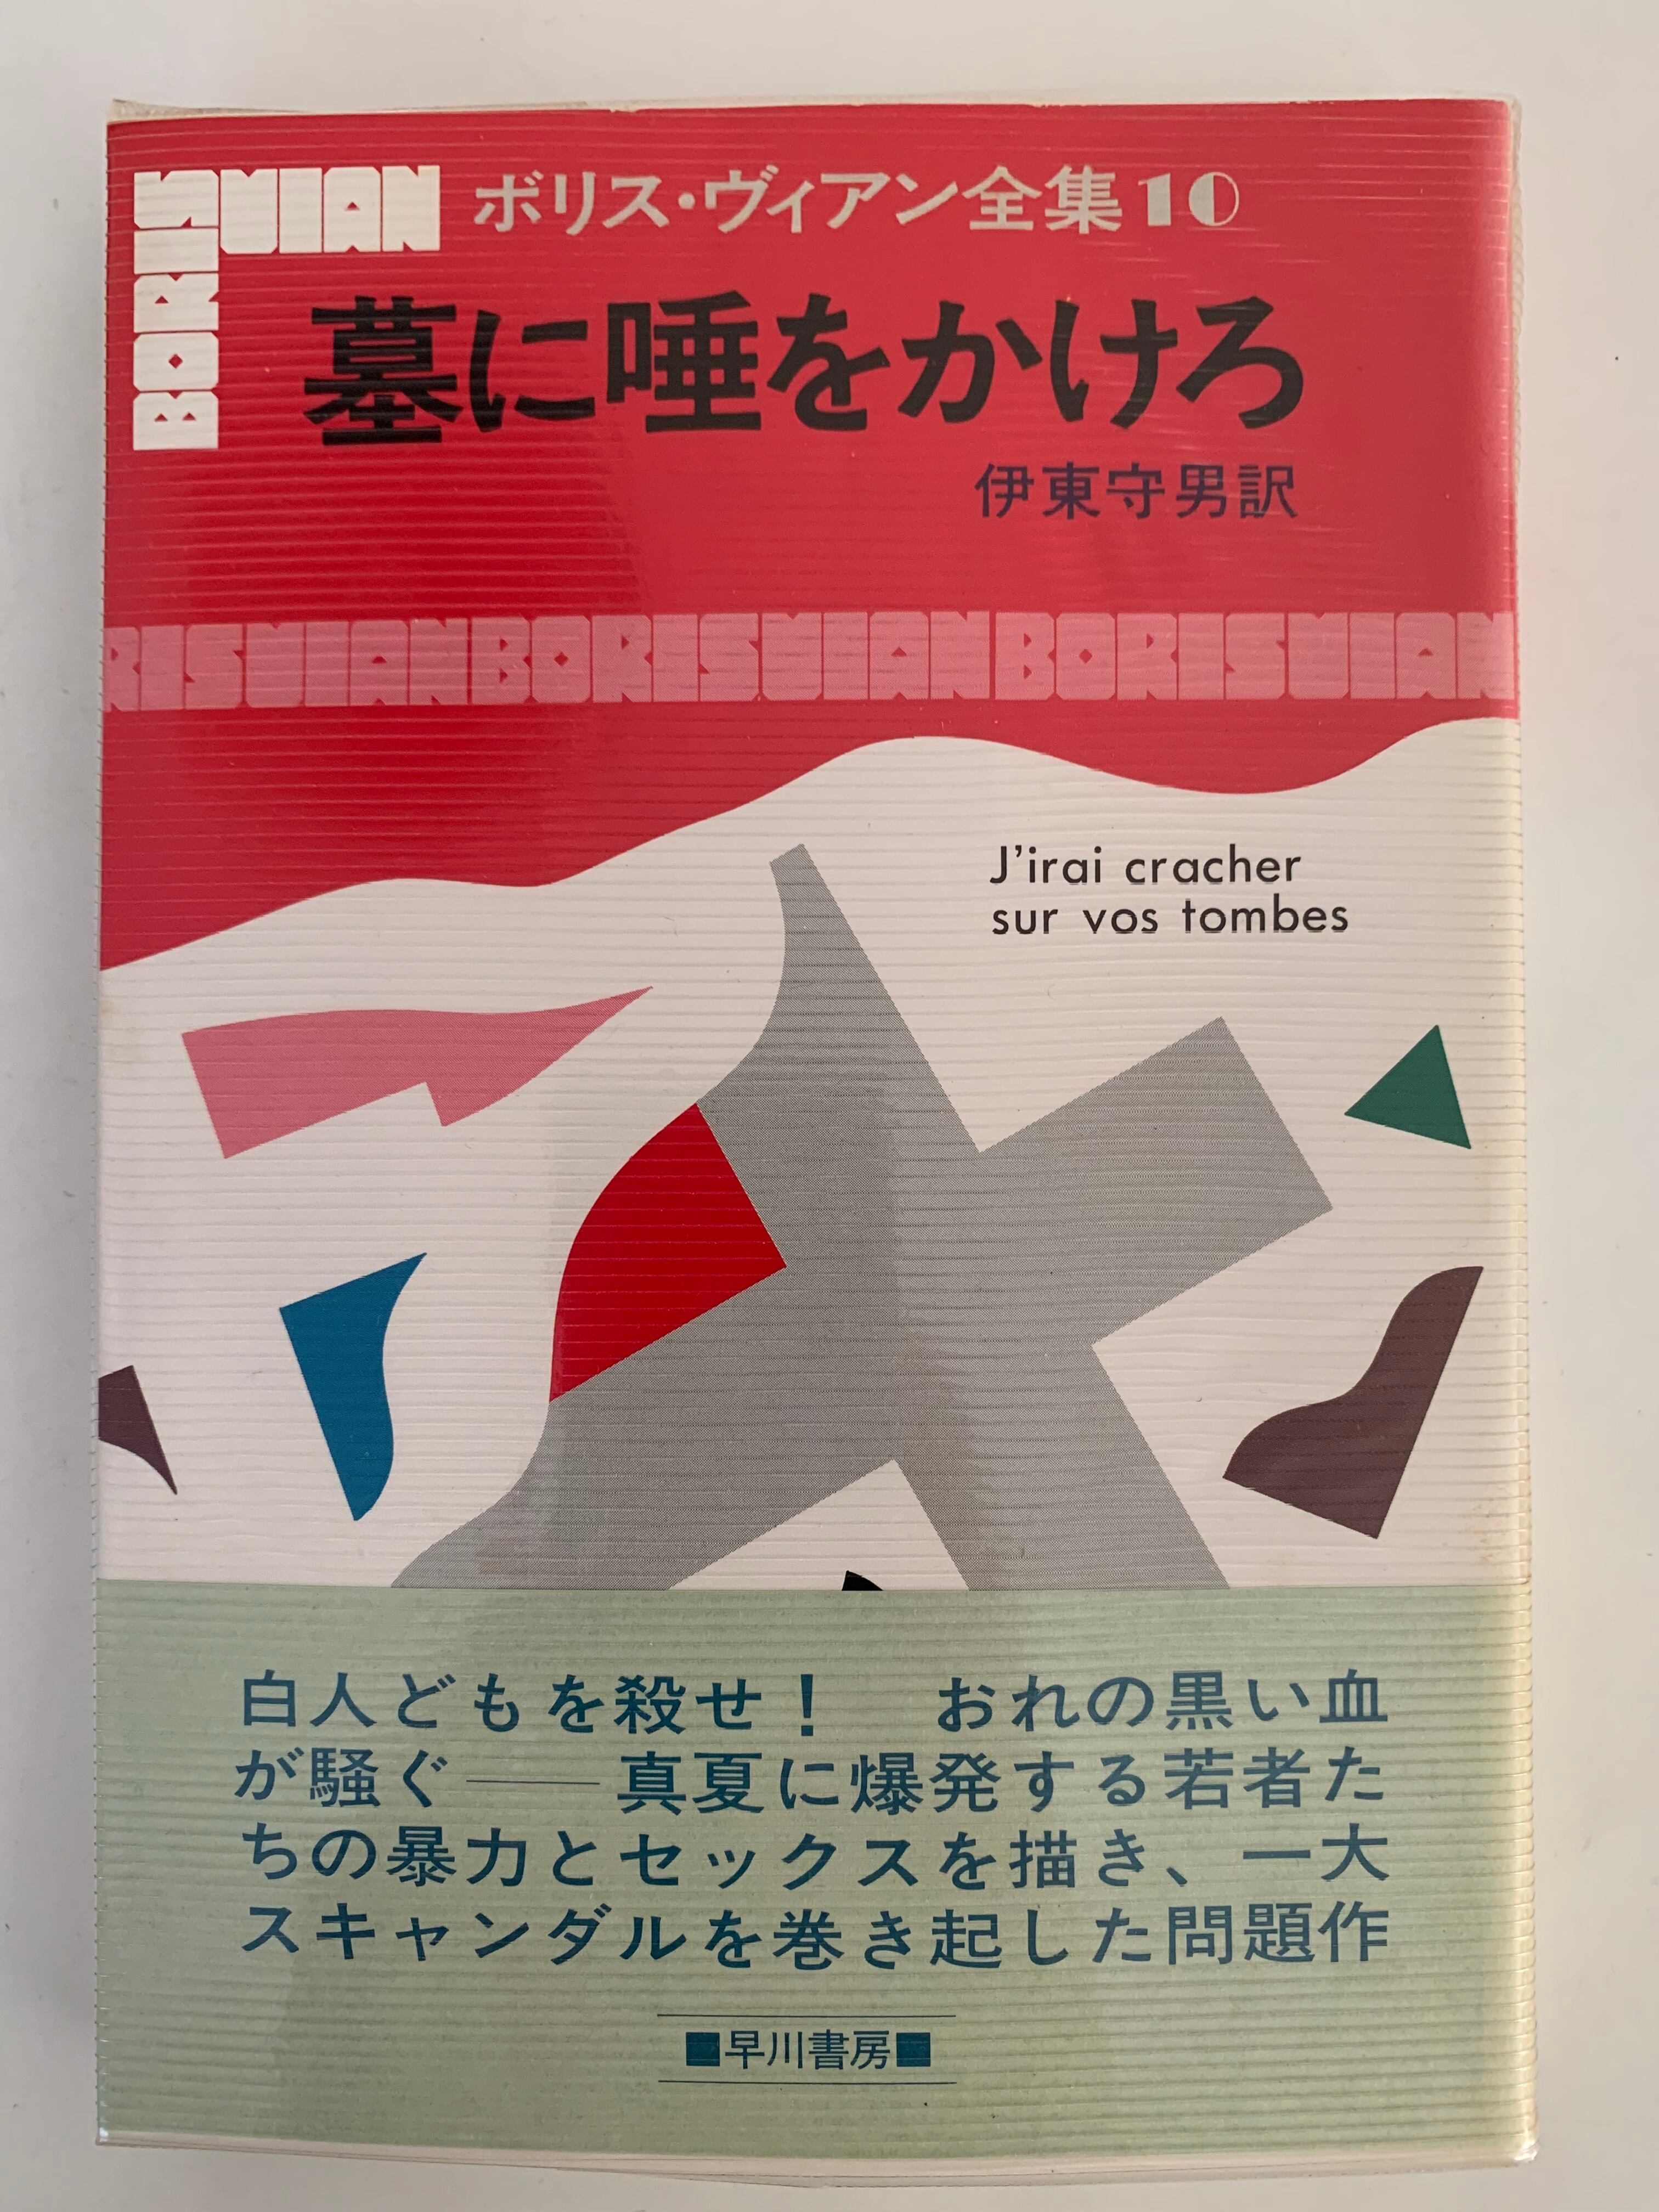 BORIS VIAN
ボリス・ヴィアン全集10
墓に唾をかけろ
伊東守男訳
RISVIANBORISVIANBORISVIAN
J'irai cracher
sur vos tombes
白人どもを殺せ！　おれの黒い血
が騒ぐ――真夏に爆発する若者た
ちの暴力とセックスを描き、一大
スキャンダルを巻き起した問題作
■早川書房■